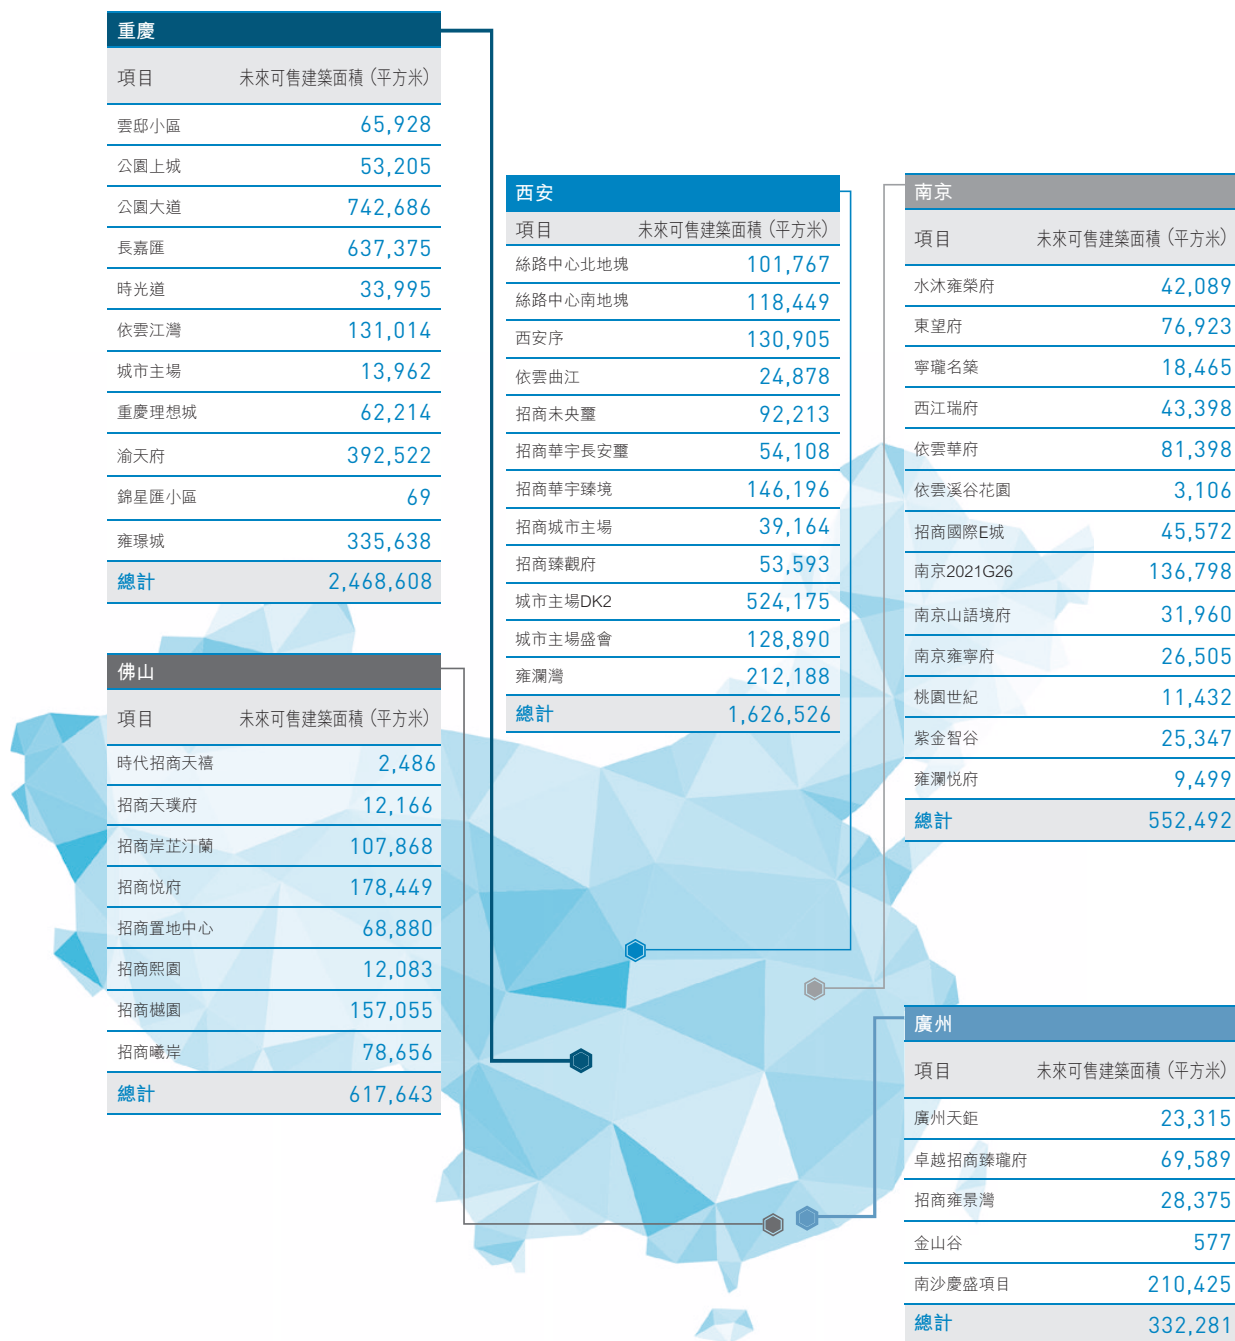 重慶
項目 未來可售建築面積（平方米）
雲邸小區 65,928
公園上城 53,205
公園大道 742,686
長嘉匯 637,375
時光道 33,995
依雲江灣 131,014
城市主場 13,962
重慶理想城 62,214
渝天府 392,522
錦星匯小區 69
雍璟城 335,638
總計 2,468,608
佛山
項目 未來可售建築面積（平方米）
時代招商天禧 2,486
招商天璞府 12,166
招商岸芷汀蘭 107,868
招商悅府 178,449
招商置地中心 68,880
招商熙園 12,083
招商樾園 157,055
招商曦岸 78,656
總計 617,643
西安
項目 未來可售建築面積（平方米）
絲路中心北地塊 101,767
絲路中心南地塊 118,449
西安序 130,905
依雲曲江 24,878
招商未央璽 92,213
招商華宇長安璽 54,108
招商華宇臻境 146,196
招商城市主場 39,164
招商臻觀府 53,593
城市主場DK2 524,175
城市主場盛會 128,890
雍瀾灣 212,188
總計 1,626,526
南京
項目 未來可售建築面積（平方米）
水沐雍榮府 42,089
東望府 76,923
寧瓏名築 18,465
西江瑞府 43,398
依雲華府 81,398
依雲溪谷花園 3,106
招商國際E城 45,572
南京2021G26 136,798
南京山語境府 31,960
南京雍寧府 26,505
桃園世紀 11,432
紫金智谷 25,347
雍瀾悅府 9,499
總計 552,492
廣州
項目 未來可售建築面積（平方米）
廣州天鉅 23,315
卓越招商臻瓏府 69,589
招商雍景灣 28,375
金山谷 577
南沙慶盛項目 210,425
總計 332,281